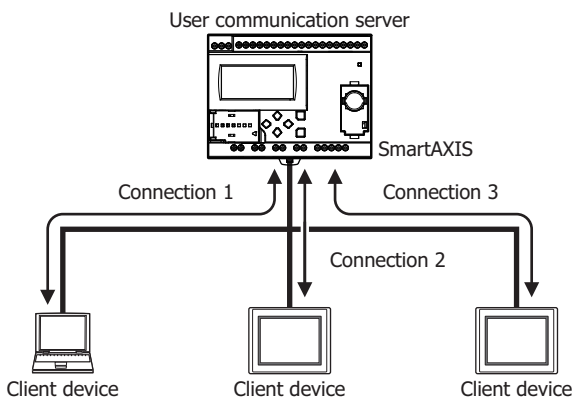 User communication server
SmartAXIS
Connection 1
Connection 3
Connection 2
Client device
Client device
Client device